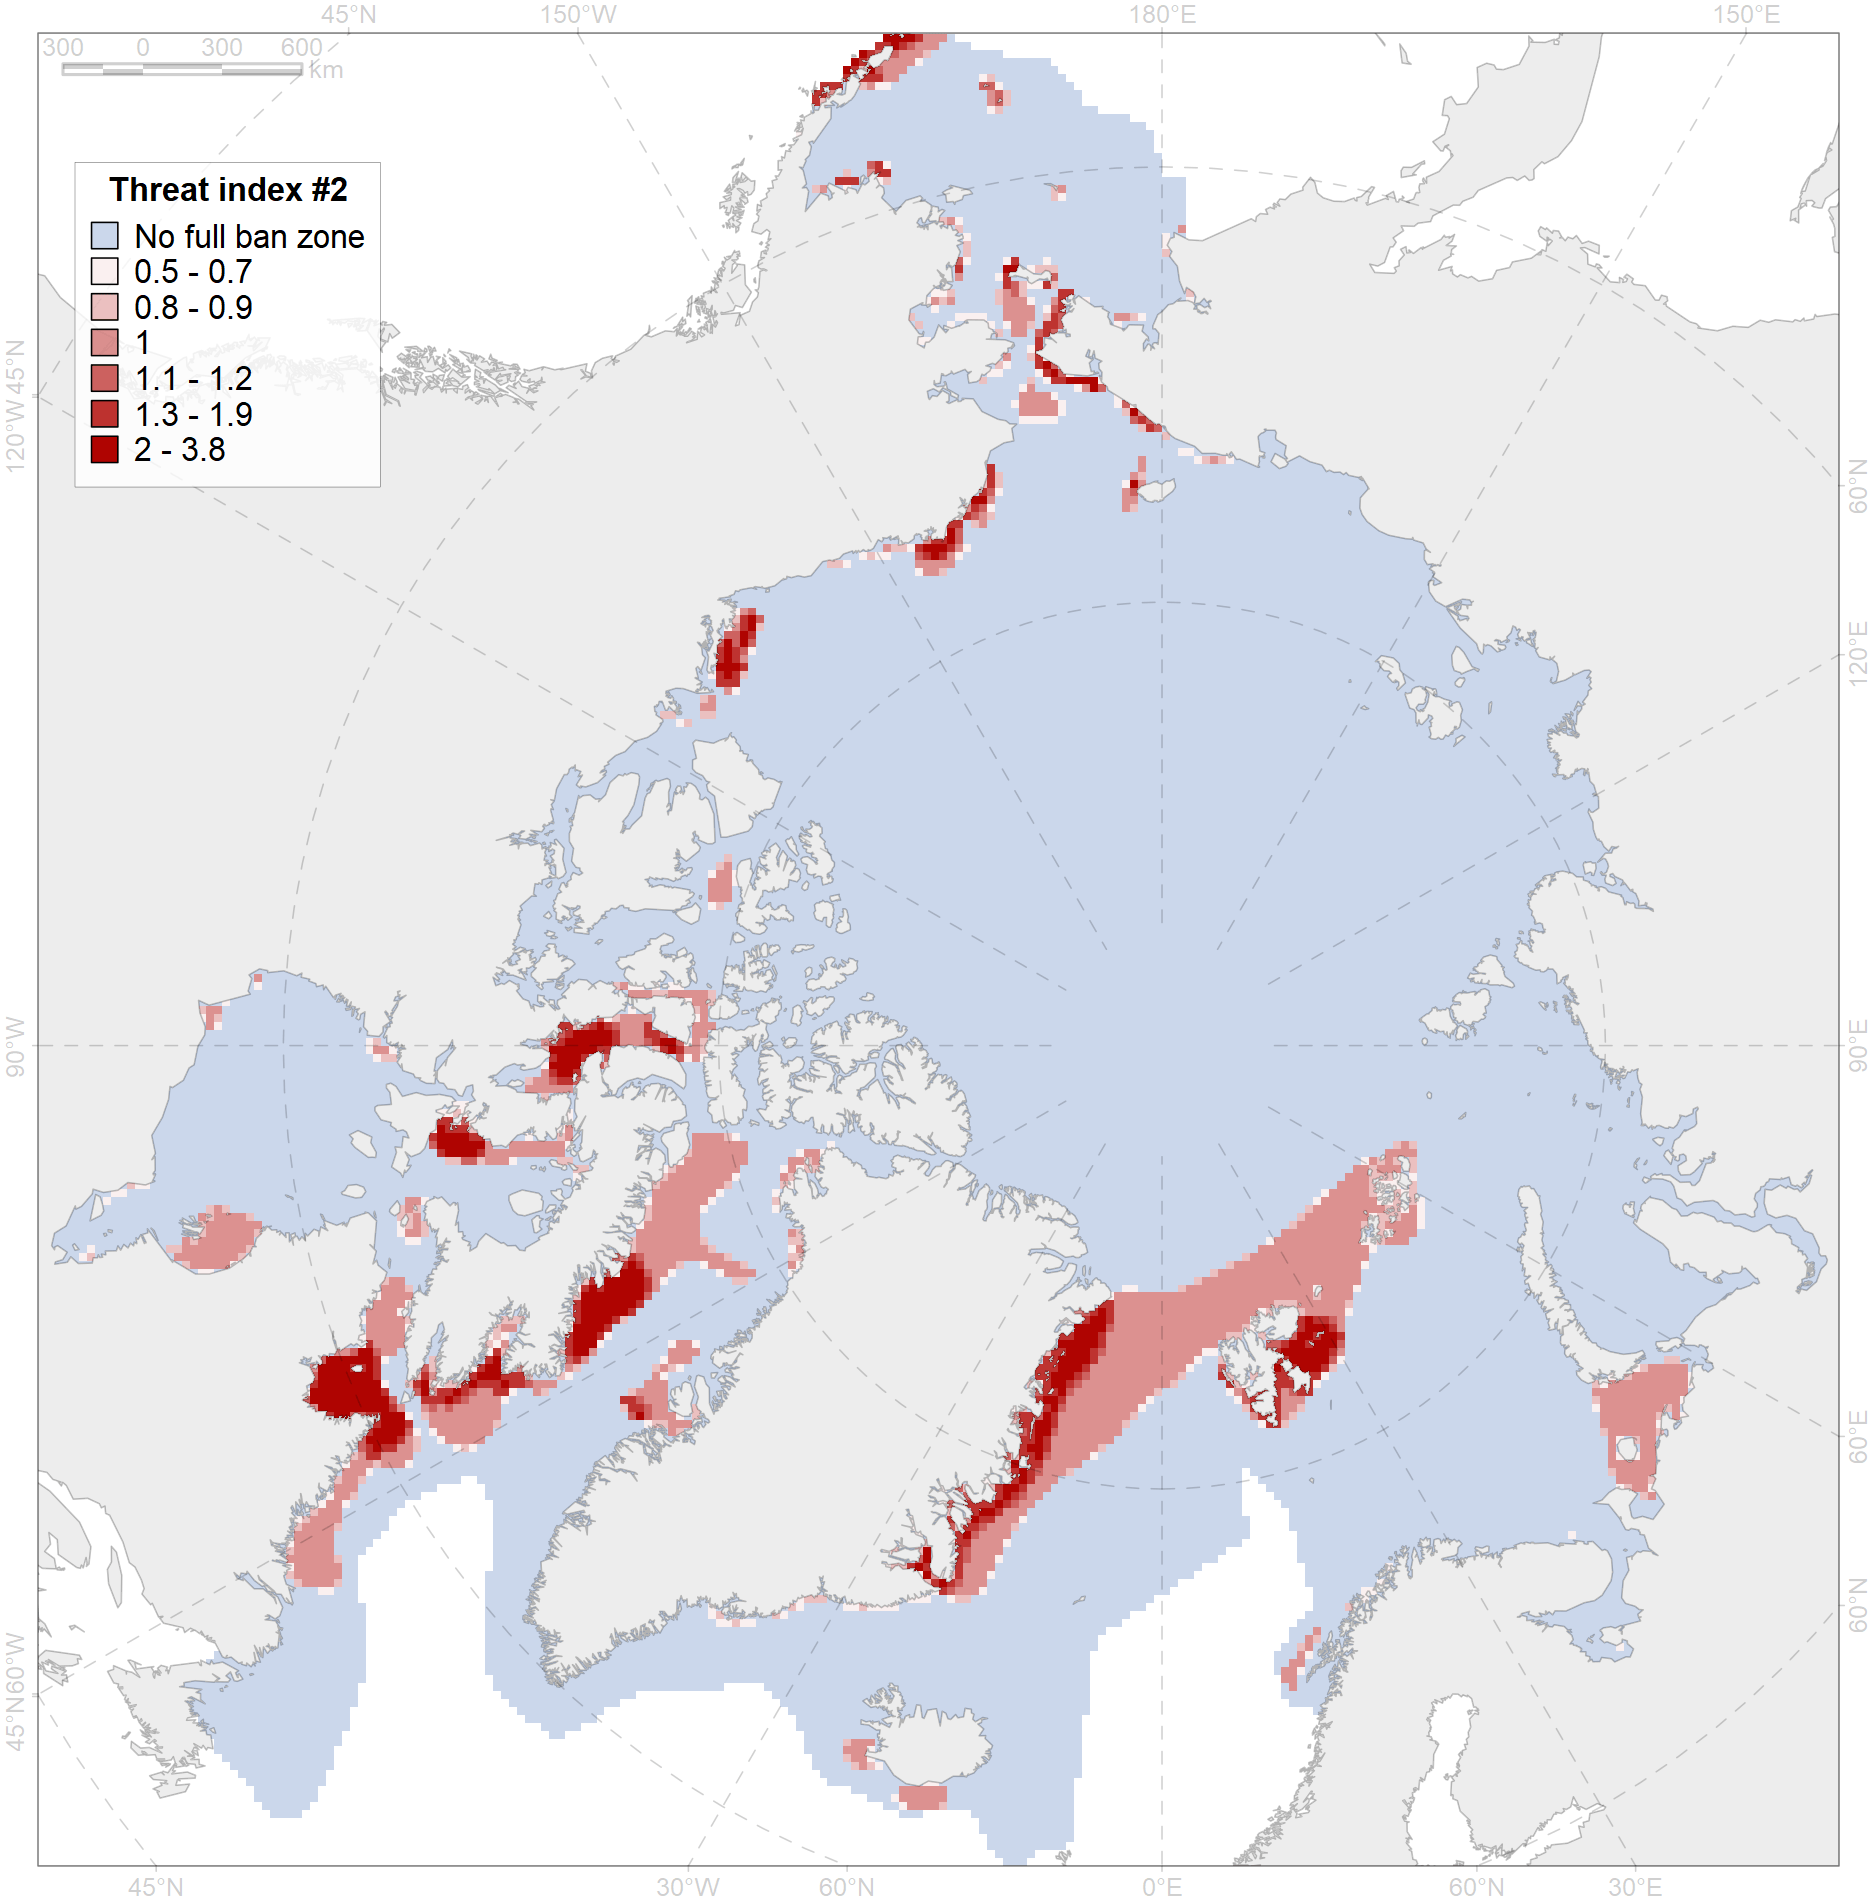 45°N 150°W 180°E 150°E
300 0 300 600
km
Threat index #2
No full ban zone
0.5 - 0.7
0.8 - 0.9
1
1.1 - 1.2
1.3 - 1.9
2 - 3.8
45°N
120°W
90°W
60°W
45°N
60°N
120°E
90°E
60°E
60°N
45°N 30°W 60°N 0°E 60°N 30°E